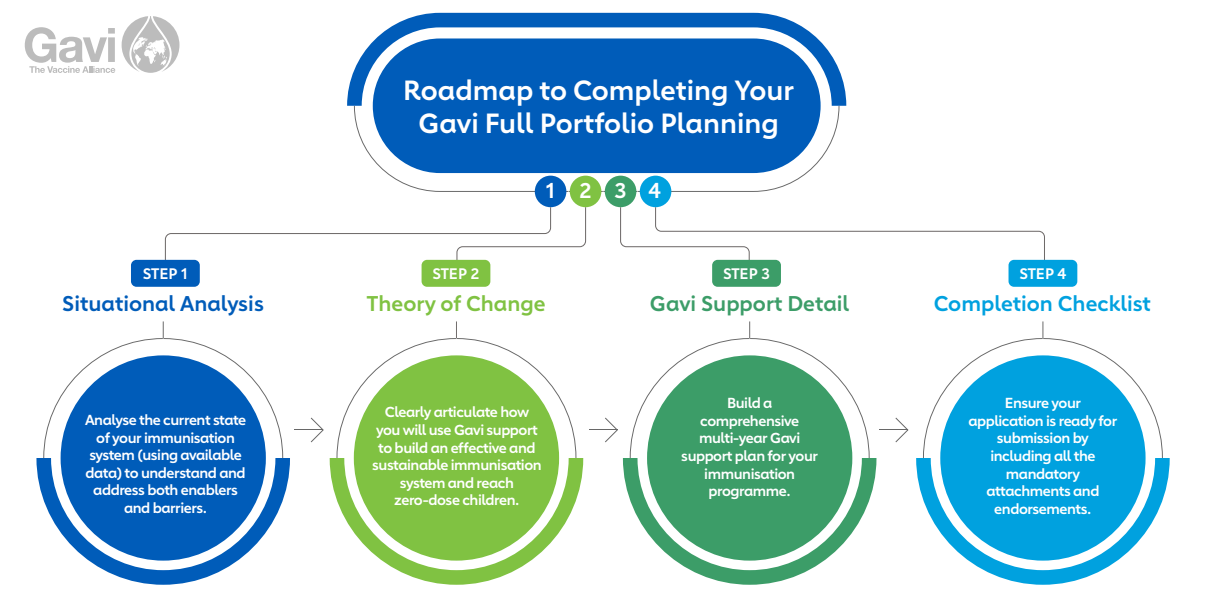 Gavi
The Vaccine Alliance
Roadmap to Completing Your
Gavi Full Portfolio Planning
1 2 3 4
STEP 1
Situational Analysis
Analyse the current state
of your immunisation
system (using available
data) to understand and
address both enablers
and barriers.
STEP 2
Theory of Change
Clearly articulate how
you will use Gavi support
to build an effective and
sustainable immunisation
system and reach
zero-dose children.
STEP 3
Gavi Support Detail
Build a
comprehensive
multi-year Gavi
support plan for your
immunisation
programme.
STEP 4
Completion Checklist
Ensure your
application is ready for
submission by
including all the
mandatory
attachments and
endorsements.